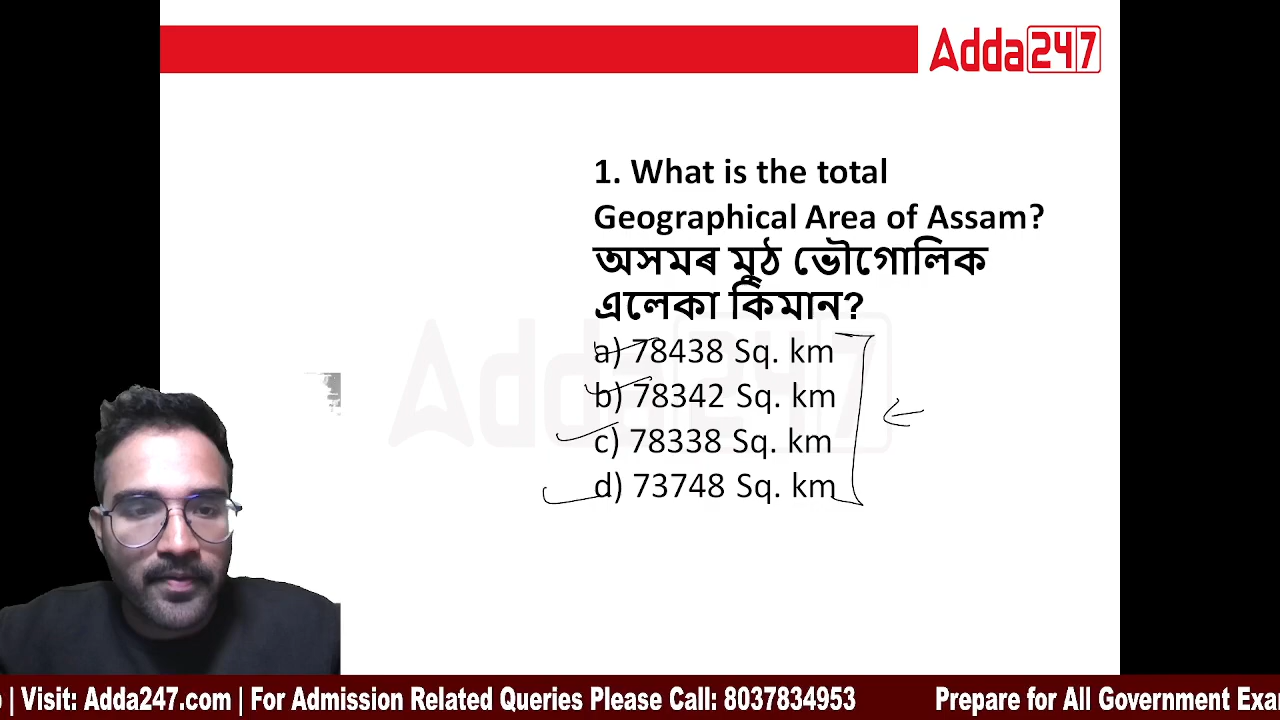 Adda247
1. What is the total
Geographical Area of Assam?
অসমৰ মুঠ ভৌগোলিক
এলেকা কিমান?
a) 78438 Sq. km
b) 78342 Sq. km
c) 78338 Sq. km
d) 73748 Sq. km
Adda247
| Visit: Adda247.com | For Admission Related Queries Please Call: 8037834953 Prepare for All Government Exa